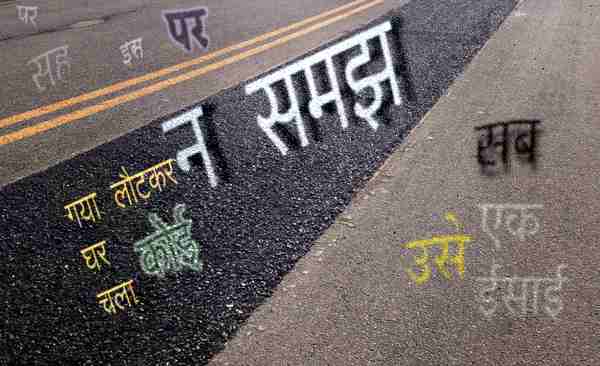 पर
सह इस पर
न समझ
गया लौटकर
घर कोई
चला
सब
उसे एक
ईसाई